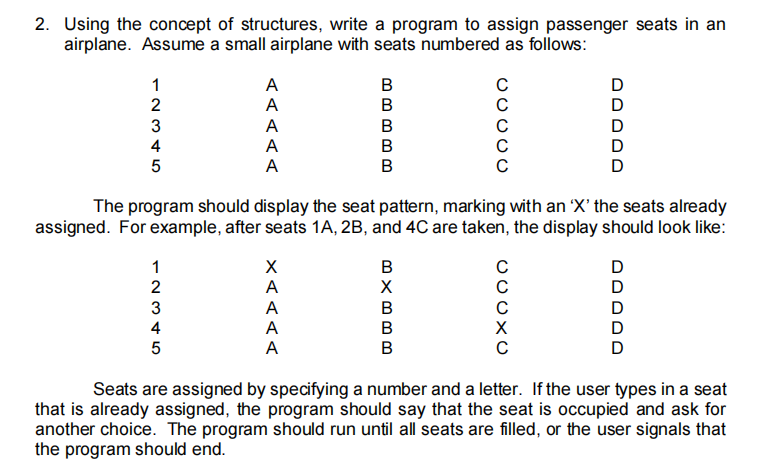 2. Using the concept of structures, write a program to assign passenger seats in an
airplane. Assume a small airplane with seats numbered as follows:
1 A B C D
2 A B C D
3 A B C D
4 A B C D
5 A B C D
The program should display the seat pattern, marking with an ‘X’ the seats already
assigned. For example, after seats 1A, 2B, and 4C are taken, the display should look like:
1 X B C D
2 A X C D
3 A B C D
4 A B X D
5 A B C D
Seats are assigned by specifying a number and a letter. If the user types in a seat
that is already assigned, the program should say that the seat is occupied and ask for
another choice. The program should run until all seats are filled, or the user signals that
the program should end.